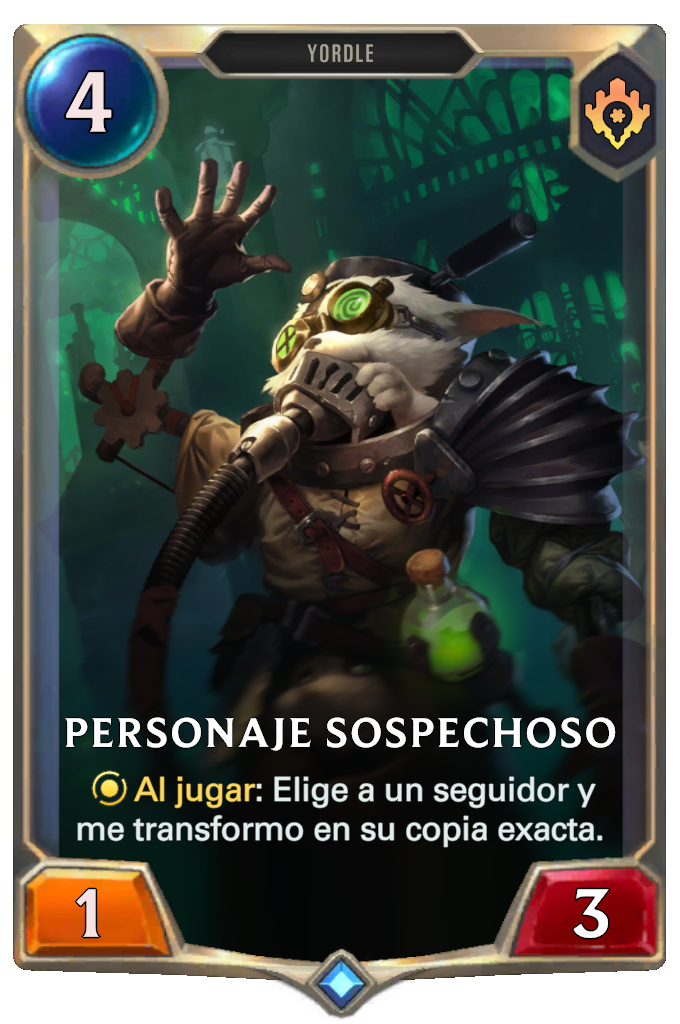 YORDLE
4
PERSONAJE SOSPECHOSO
Al jugar: Elige a un seguidor y
me transformo en su copia exacta.
1
3